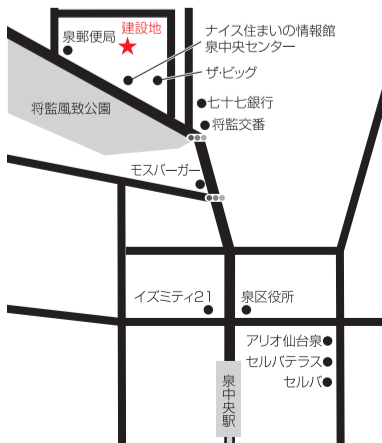 建設地
泉郵便局
ナイス住まいの情報館
泉中央センター
ザ・ビッグ
七十七銀行
将監風致公園
将監交番
モスバーガー
イズミティ21
泉区役所
アリオ仙台泉
セルバテラス
セルバ
泉中央駅